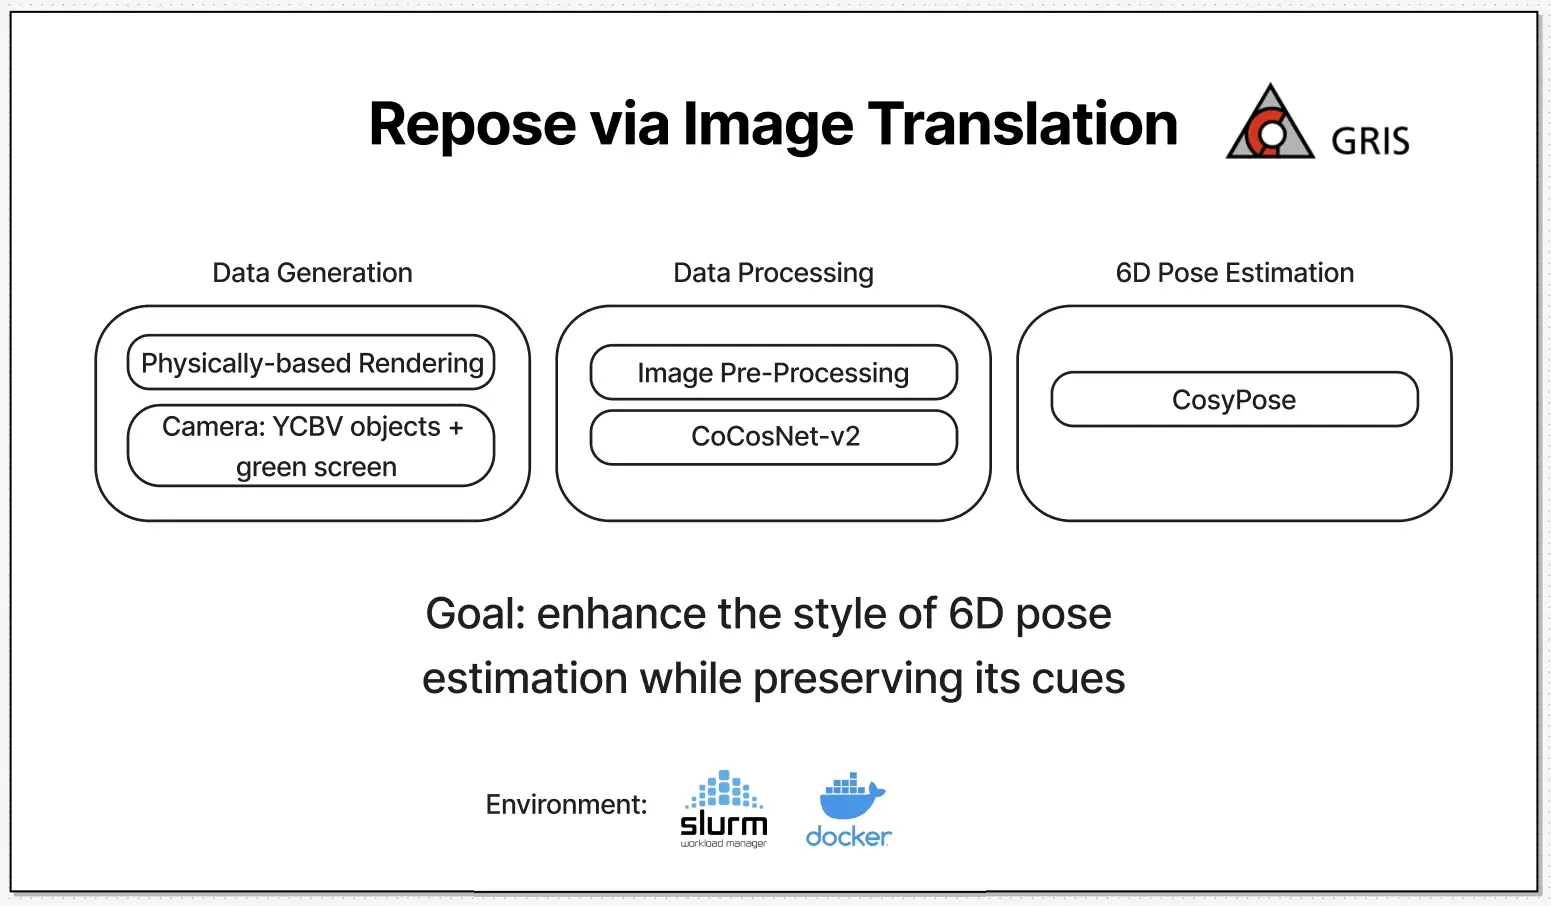 Repose via Image Translation
GRIS
Data Generation
Data Processing
6D Pose Estimation
Physically-based Rendering
Camera: YCBV objects +
green screen
Image Pre-Processing
CoCosNet-v2
CosyPose
Goal: enhance the style of 6D pose
estimation while preserving its cues
Environment:
slurm
workload manager
docker